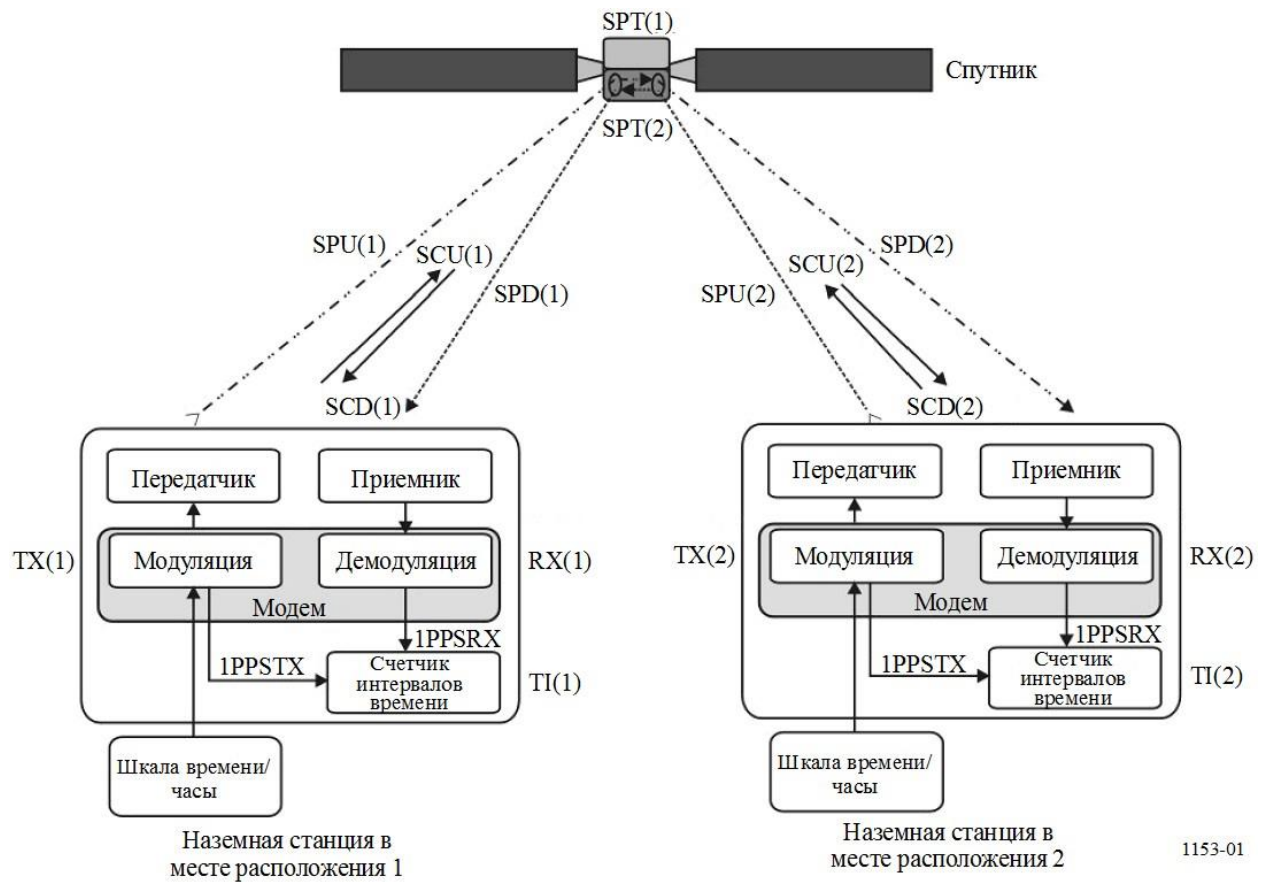 SPT(1)
Спутник
SPT(2)
SPU(1)
SCU(1)
SPD(1)
SCD(1)
SPD(2)
SCU(2)
SPU(2)
SCD(2)
Передатчик
Приемник
TX(1)
Модуляция
Демодуляция
RX(1)
Модем
1PPSRX
1PPSTX
Счетчик
интервалов
времени
TI(1)
Шкала времени/
часы
Наземная станция в
месте расположения 1
Передатчик
Приемник
TX(2)
Модуляция
Демодуляция
RX(2)
Модем
1PPSRX
1PPSTX
Счетчик
интервалов
времени
TI(2)
Шкала времени/
часы
Наземная станция в
месте расположения 2
1153-01